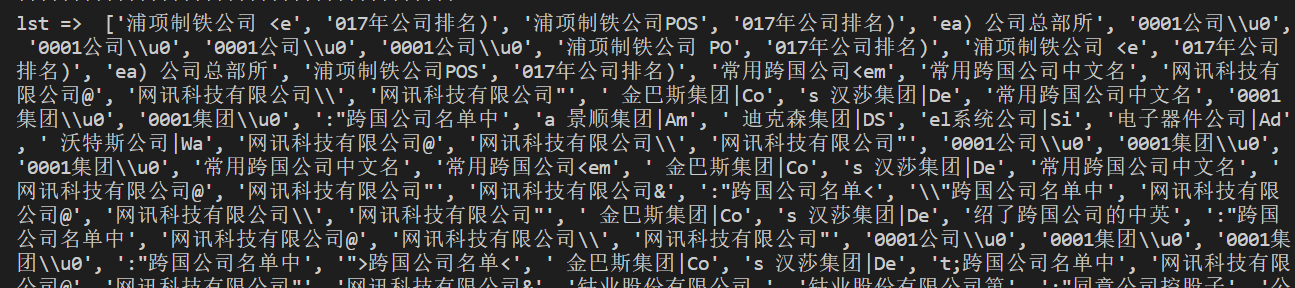 lst =>  ['浦项制铁公司 <e', '017年公司排名)', '浦项制铁公司POS', '017年公司排名)', 'ea) 公司总部所', '0001公司\\u0',
'0001公司\\u0', '0001公司\\u0', '0001公司\\u0', '浦项制铁公司 PO', '017年公司排名)', '浦项制铁公司 <e', '017年公司
排名)', 'ea) 公司总部所', '浦项制铁公司POS', '017年公司排名)', '常用跨国公司<em', '常用跨国公司中文名', '网讯科技有
限公司@', '网讯科技有限公司\\', '网讯科技有限公司"', ' 金巴斯集团|Co', 's 汉莎集团|De', '常用跨国公司中文名', '0001
集团\\u0', '0001集团\\u0', ':"跨国公司名单中', 'a 景顺集团|Am', ' 迪克森集团|DS', 'el系统公司|Si', '电子器件公司|Ad'
, ' 沃特斯公司|Wa', '网讯科技有限公司@', '网讯科技有限公司\\', '网讯科技有限公司"', '0001公司\\u0', '0001集团\\u0',
'0001集团\\u0', '常用跨国公司中文名', '常用跨国公司<em', ' 金巴斯集团|Co', 's 汉莎集团|De', '常用跨国公司中文名', '
网讯科技有限公司@', '网讯科技有限公司"', '网讯科技有限公司&', ':"跨国公司名单<', '\\"跨国公司名单中', '网讯科技有限
公司@', '网讯科技有限公司\\', '网讯科技有限公司"', ' 金巴斯集团|Co', 's 汉莎集团|De', '绍了跨国公司的中英', ':"跨国
公司名单中', '网讯科技有限公司@', '网讯科技有限公司\\', '网讯科技有限公司"', '0001公司\\u0', '0001集团\\u0', '0001集
团\\u0', ':"跨国公司名单中', '">跨国公司名单<', ' 金巴斯集团|Co', 's 汉莎集团|De', 't;跨国公司名单中', '网讯科技有限
公司@', '网讯科技有限公司"', '网讯科技有限公司&', '钛业股份有限公司